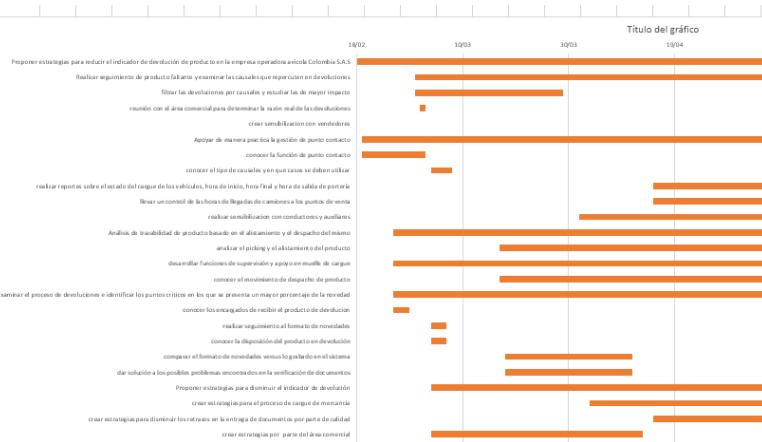 Título del gráfico
18/02 10/03 30/03 19/04
Proponer estrategias para reducir el indicador de devolución de producto en la empresa operadora avícola Colombia S.A.S
Realizar seguimiento de producto faltante y examinar las causales que repercuten en devoluciones
filtrar las devoluciones por causales y estudiar las de mayor impacto
reunión con el área comercial para determinar la razón real de las devoluciones
crear sensibilizacion con vendedores
Apoyar de manera practica la gestión de punto contacto
conocer la función de punto contacto
conocer el tipo de causales y en que casos se deben utilizar
realizar reportes sobre el estado del cargue de los vehículos, hora de inicio, hora final y hora de salida de portería
llevar un control de las horas de llegadas de camiones a los puntos de venta
realizar sensibilizacion con conductores y auxiliares
Análisis de trazabilidad de producto basado en el alistamiento y el despacho del mismo
analizar el picking y el alistamiento del producto
desarrollar funciones de supervisión y apoyo en muelle de cargue
conocer el movimiento de despacho de producto
xaminar el proceso de devoluciones e identificar los puntos críticos en los que se presenta un mayor porcentaje de la novedad
conocer los encargados de recibir el producto de devolucion
realizar seguimiento al formato de novedades
conocer la disposición del producto en devolución
comparar el formato de novedades versus lo grabado en el sistema
dar solución a los posibles problemas encontrados en la verificación de documentos
Proponer estrategias para disminuir el indicador de devolución
crear estrategias para el proceso de cargue de mercancia
crear estrategias para disminuir los retrasos en la entrega de documentos por parte de calidad
crear estrategias por parte del área comercial